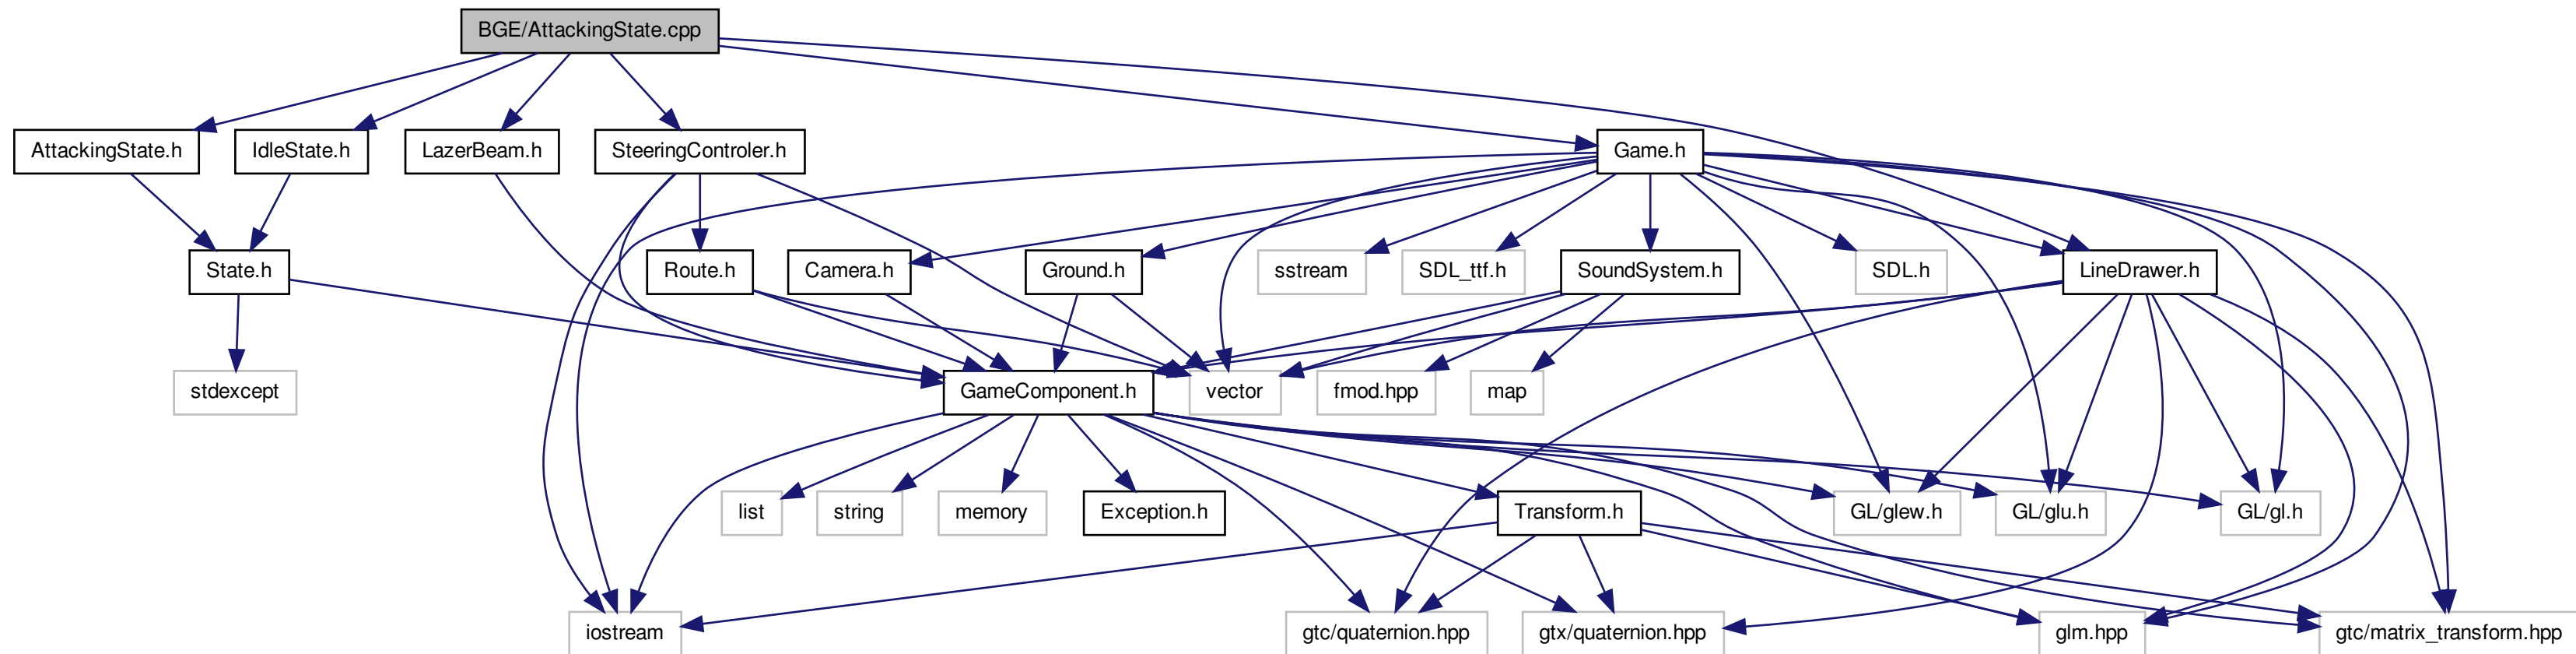 BGE/AttackingState.cpp
AttackingState.h
IdleState.h
LazerBeam.h
SteeringControler.h
Game.h
State.h
Route.h
Camera.h
Ground.h
sstream
SDL_ttf.h
SoundSystem.h
SDL.h
LineDrawer.h
stdexcept
GameComponent.h
vector
fmod.hpp
map
list
string
memory
Exception.h
Transform.h
GL/glew.h
GL/glu.h
GL/gl.h
iostream
gtc/quaternion.hpp
gtx/quaternion.hpp
glm.hpp
gtc/matrix_transform.hpp